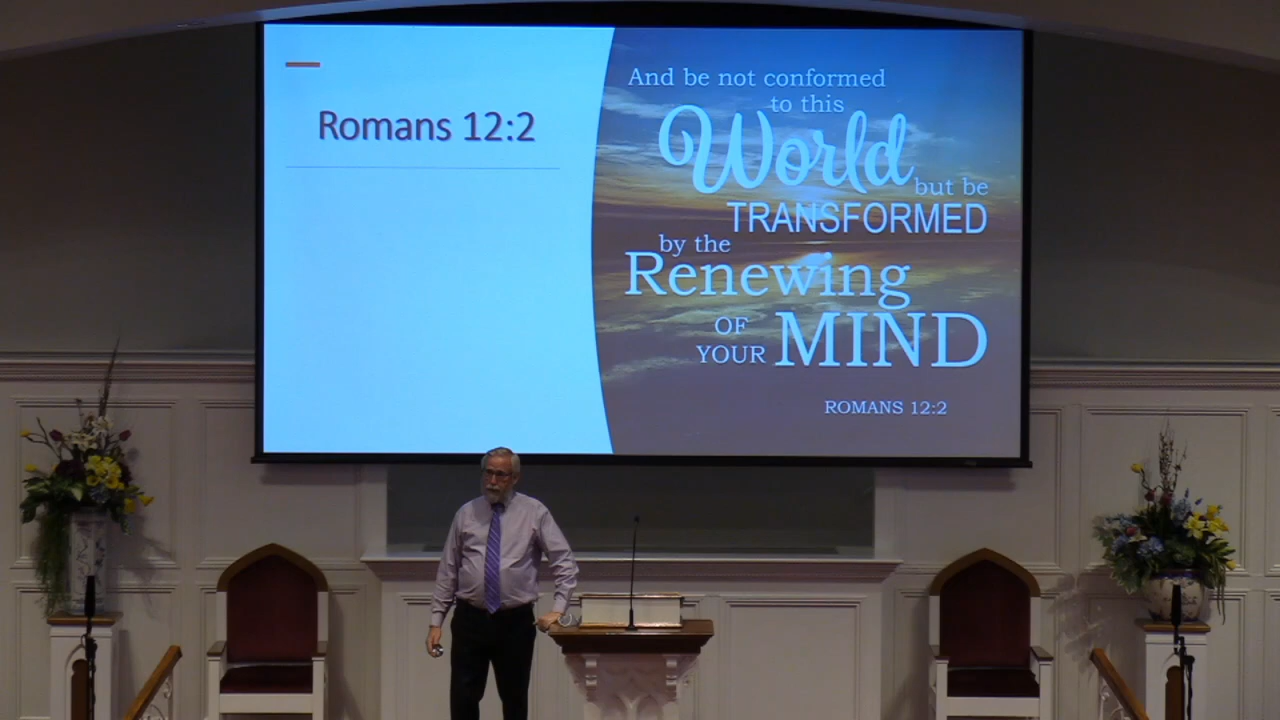 Romans 12:2
And be not conformed
to this
World
but be
TRANSFORMED
by the
Renewing
OF
YOUR MIND
ROMANS 12:2